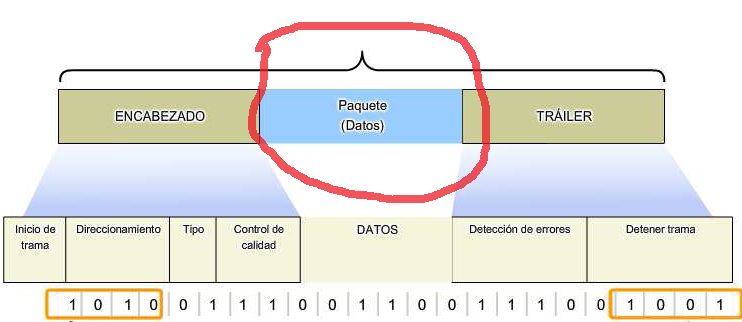 ENCABEZADO
Paquete
(Datos)
TRÁILER
Inicio de
trama
Direccionamiento
Tipo
Control de
calidad
DATOS
Detección de errores
Detener trama
1 0 1 0 0 1 1 1 0 0 1 1 0 0 1 1 1 0 0 1 0 0 1